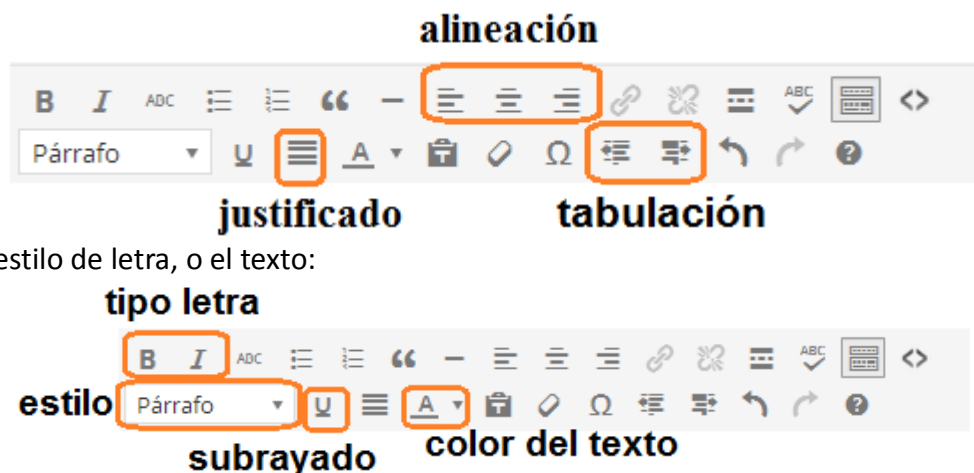 alineación
B I ABC ABC
Párrafo U A T Ω ?
justificado tabulación
estilo de letra, o el texto:
tipo letra
B I ABC ABC
estilo Párrafo U A T Ω ?
subrayado color del texto